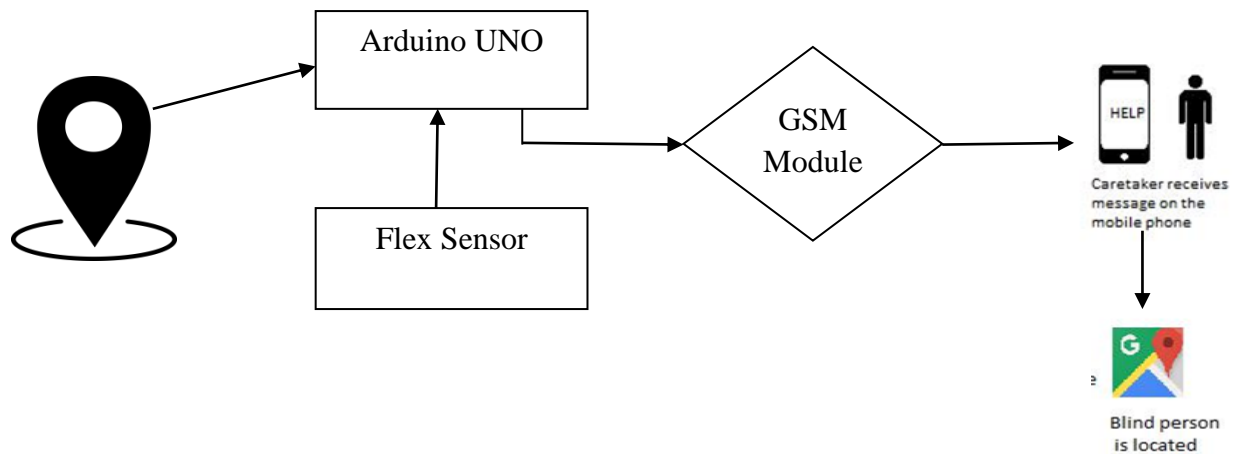 Arduino UNO
Flex Sensor
GSM
Module
HELP
Caretaker receives
message on the
mobile phone
e
G
Blind person
is located